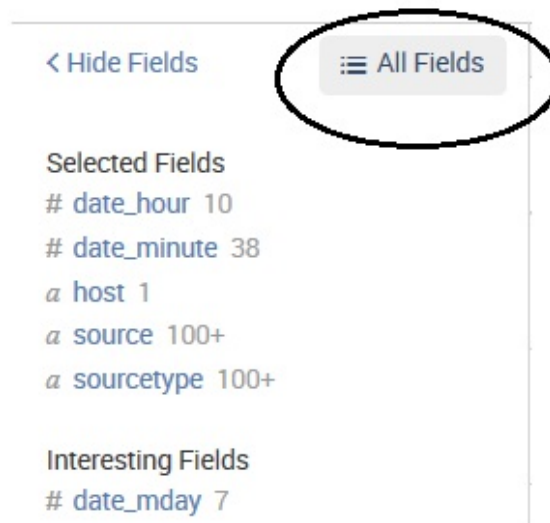 < Hide Fields All Fields
Selected Fields
# date_hour 10
# date_minute 38
a host 1
a source 100+
a sourcetype 100+
Interesting Fields
# date_mday 7